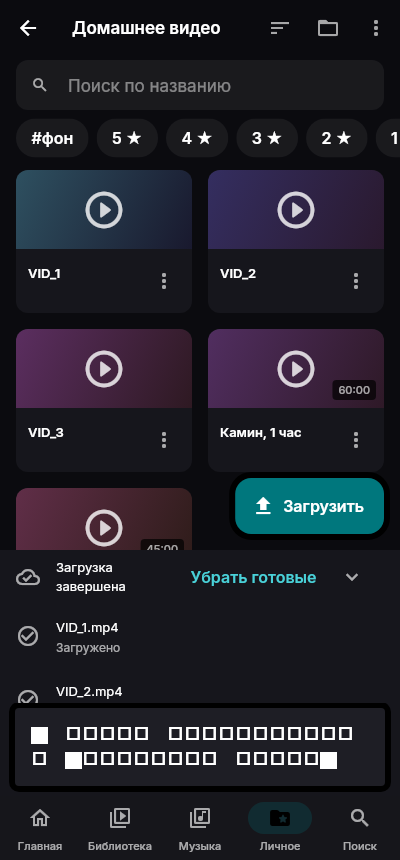 Домашнее видео
Поиск по названию
#фон 5 ★ 4 ★ 3 ★ 2 ★ 1
VID_1
VID_2
VID_3
60:00
Камин, 1 час
45:00
Загрузить
Загрузка
завершена
Убрать готовые
VID_1.mp4
Загружено
VID_2.mp4
Главная Библиотека Музыка Личное Поиск